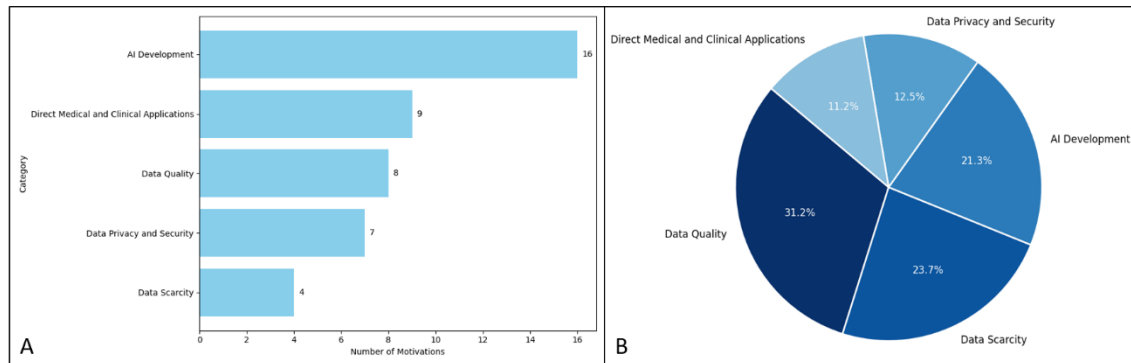 AI Development
16
Direct Medical and Clinical Applications
9
Category
Data Quality
8
Data Privacy and Security
7
Data Scarcity
4
0 2 4 6 8 10 12 14 16
Number of Motivations
A
Data Privacy and Security
Direct Medical and Clinical Applications
12.5%
11.2%
AI Development
21.3%
31.2%
Data Quality
23.7%
Data Scarcity
B